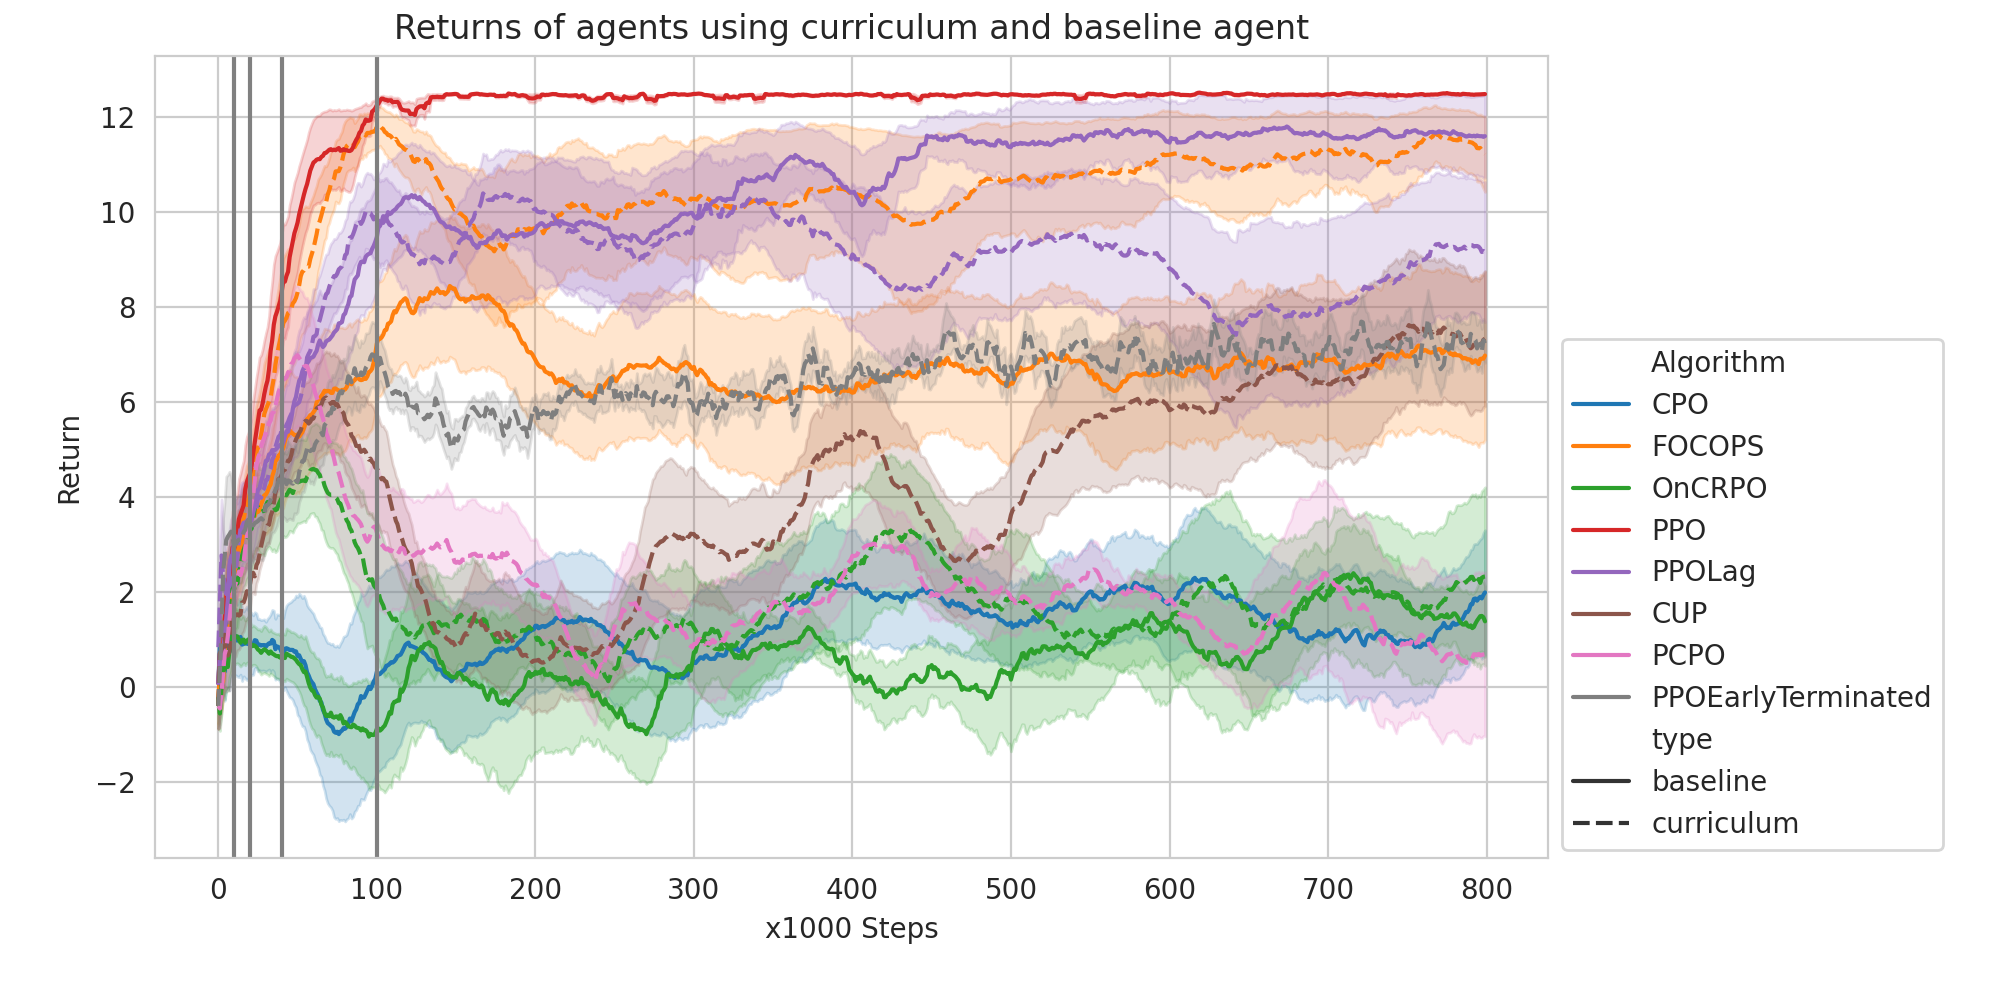 Returns of agents using curriculum and baseline agent
Return
12
10
8
6
4
2
0
−2
0 100 200 300 400 500 600 700 800
x1000 Steps
Algorithm
CPO
FOCOPS
OnCRPO
PPO
PPOLag
CUP
PCPO
PPOEarlyTerminated
type
baseline
curriculum